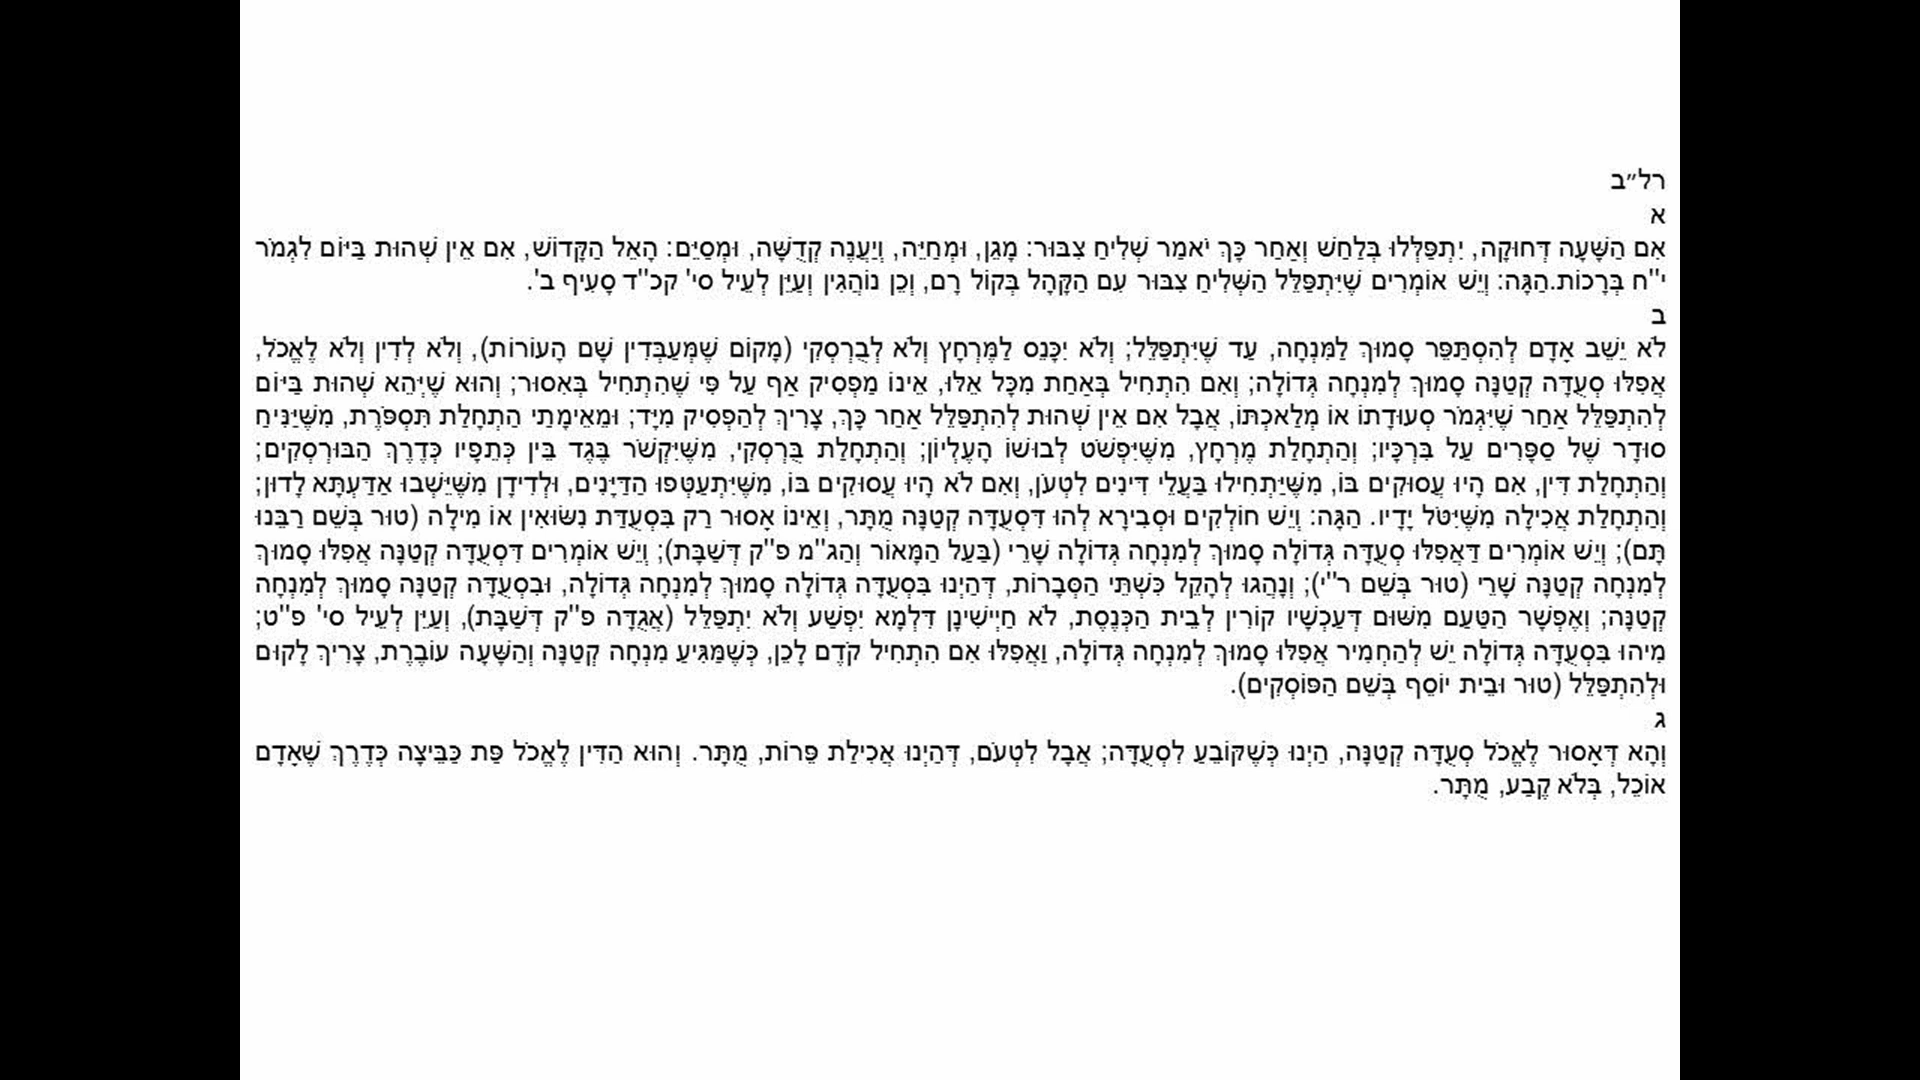 רל״ב
א
אִם הַשָּׁעָה דְּחוּקָה, יִתְפַּלְּלוּ בְּלַחַשׁ וְאַחַר כָּךְ יֹאמַר שְׁלִיחַ צִבּוּר: מָגֵן, וּמְחַיֵּה, וְיַעֲנֶה קְדֻשָּׁה, וּמְסַיֵּם: הָאֵל הַקָּדוֹשׁ, אִם אֵין שְׁהוּת בַּיּוֹם לִגְמֹר
י''ח בְּרָכוֹת.הַגָּה: וְיֵשׁ אוֹמְרִים שֶׁיִּתְפַּלֵּל הַשְּׁלִיחַ צִבּוּר עִם הַקָּהָל בְּקוֹל רָם, וְכֵן נוֹהֲגִין וְעַיֵּן לְעֵיל סי' קכ''ד סָעִיף ב'.
ב
לֹא יֵשֵׁב אָדָם לְהִסְתַּפֵּר סָמוּךְ לַמִּנְחָה, עַד שֶׁיִּתְפַּלֵּל; וְלֹא יִכָּנֵס לַמֶּרְחָץ וְלֹא לְבֻרְסְקִי (מָקוֹם שֶׁמְּעַבְּדִין שָׁם הָעוֹרוֹת), וְלֹא לְדִין וְלֹא לֶאֱכֹל,
אֲפִלּוּ סְעֻדָּה קְטַנָּה סָמוּךְ לְמִנְחָה גְּדוֹלָה; וְאִם הִתְחִיל בְּאַחַת מִכָּל אֵלּוּ, אֵינוֹ מַפְסִיק אַף עַל פִּי שֶׁהִתְחִיל בְּאִסוּר; וְהוּא שֶׁיְּהֵא שְׁהוּת בַּיּוֹם
לְהִתְפַּלֵּל אַחַר שֶׁיִּגְמֹר סְעוּדָתוֹ אוֹ מְלַאכְתּוֹ, אֲבָל אִם אֵין שְׁהוּת לְהִתְפַּלֵּל אַחַר כָּךְ, צָרִיךְ לְהַפְסִיק מִיָּד; וּמֵאֵימָתַי הַתְחָלַת תִּסְפֹּרֶת, מִשֶּׁיַּנִּיחַ
סוּדָר שֶׁל סַפָּרִים עַל בִּרְכָּיו; וְהַתְחָלַת מֶרְחָץ, מִשֶּׁיִּפְשֹׁט לְבוּשׁוֹ הָעֶלְיוֹן; וְהַתְחָלַת בֻּרְסְקִי, מִשֶּׁיִּקְשֹׁר בֶּגֶד בֵּין כְּתֵפָיו כְּדֶרֶךְ הַבּוּרְסְקִים;
וְהַתְחָלַת דִּין, אִם הָיוּ עֲסוּקִים בּוֹ, מִשֶּׁיַּתְחִילוּ בַּעֲלֵי דִּינִים לִטְעֹן, וְאִם לֹא הָיוּ עֲסוּקִים בּוֹ, מִשֶּׁיִּתְעַטְּפוּ הַדַּיָּנִים, וּלְדִידָן מִשֶּׁיֵּשְׁבוּ אַדַּעְתָּא לָדוּן;
וְהַתְחָלַת אֲכִילָה מִשֶּׁיִּטֹּל יָדָיו. הַגָּה: וְיֵשׁ חוֹלְקִים וּסְבִירָא לְהוּ דִּסְעֻדָּה קְטַנָּה מֻתָּר, וְאֵינוֹ אָסוּר רַק בִּסְעֻדַּת נִשּׂוּאִין אוֹ מִילָה (טוּר בְּשֵׁם רַבֵּנוּ
תָּם); וְיֵשׁ אוֹמְרִים דַּאֲפִלּוּ סְעֻדָּה גְּדוֹלָה סָמוּךְ לְמִנְחָה גְּדוֹלָה שָׁרֵי (בַּעַל הַמָּאוֹר וְהג''מ פ''ק דְּשַׁבָּת); וְיֵשׁ אוֹמְרִים דִּסְעֻדָּה קְטַנָּה אֲפִלּוּ סָמוּךְ
לְמִנְחָה קְטַנָּה שָׁרֵי (טוּר בְּשֵׁם ר''י); וְנָהֲגוּ לְהָקֵל כִּשְׁתֵּי הַסְּבָרוֹת, דְּהַיְנוּ בִּסְעֻדָּה גְּדוֹלָה סָמוּךְ לְמִנְחָה גְּדוֹלָה, וּבִסְעֻדָּה קְטַנָּה סָמוּךְ לְמִנְחָה
קְטַנָּה; וְאֶפְשָׁר הַטַּעַם מִשּׁוּם דְּעַכְשָׁיו קוֹרִין לְבֵית הַכְּנֶסֶת, לֹא חַיְישִׁינָן דִּלְמָא יִפְשַׁע וְלֹא יִתְפַּלֵּל (אֲגֻדָּה פ''ק דְּשַׁבָּת), וְעַיֵּן לְעֵיל סי' פ''ט;
מִיהוּ בִּסְעֻדָּה גְּדוֹלָה יֵשׁ לְהַחְמִיר אֲפִלּוּ סָמוּךְ לְמִנְחָה גְּדוֹלָה, וַאֲפִלּוּ אִם הִתְחִיל קֹדֶם לָכֵן, כְּשֶׁמַּגִּיעַ מִנְחָה קְטַנָּה וְהַשָּׁעָה עוֹבֶרֶת, צָרִיךְ לָקוּם
וּלְהִתְפַּלֵּל (טוּר וּבֵית יוֹסֵף בְּשֵׁם הַפּוֹסְקִים).
ג
וְהָא דְּאָסוּר לֶאֱכֹל סְעֻדָּה קְטַנָּה, הַיְנוּ כְּשֶׁקּוֹבֵעַ לִסְעֻדָּה; אֲבָל לִטְעֹם, דְּהַיְנוּ אֲכִילַת פֵּרוֹת, מֻתָּר. וְהוּא הַדִּין לֶאֱכֹל פַּת כַּבֵּיצָה כְּדֶרֶךְ שֶׁאָדָם
אוֹכֵל, בְּלֹא קֶבַע, מֻתָּר.